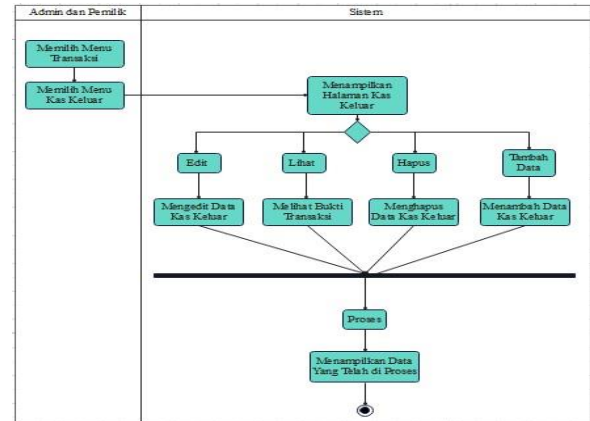 Admin dan Pemilik
Sistem
Memilih Menu
Transaksi
Memilih Menu
Kas Keluar
Menampilkan
Halaman Kas
Keluar
Edit
Lihat
Hapus
Tambah
Data
Mengedit Data
Kas Keluar
Melihat Bukti
Transaksi
Menghapus
Data Kas Keluar
Menambah Data
Kas Keluar
Proses
Menampilkan Data
Yang Telah di Proses